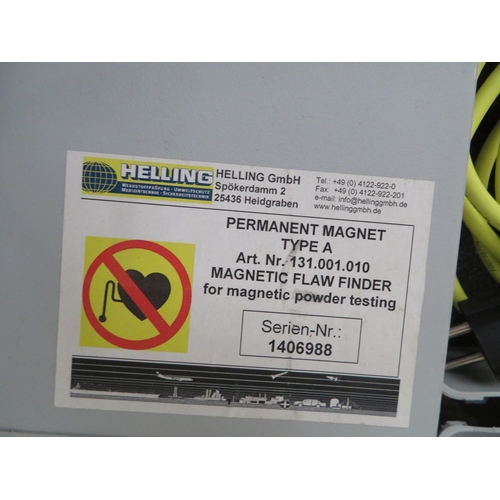 HELLING
WERKSTOFFPRÜFUNG - UMWELTSCHUTZ
MEDIZINTECHNIK - SICHERHEITSTECHNIK
HELLING GmbH
Spökerdamm 2
25436 Heidgraben
Tel.: +49 (0) 4122-922-0
Fax: +49 (0) 4122-922-201
e-mail: info@hellinggmbh.de
www.hellinggmbh.de
PERMANENT MAGNET
TYPE A
Art. Nr. 131.001.010
MAGNETIC FLAW FINDER
for magnetic powder testing
Serien-Nr.:
1406988